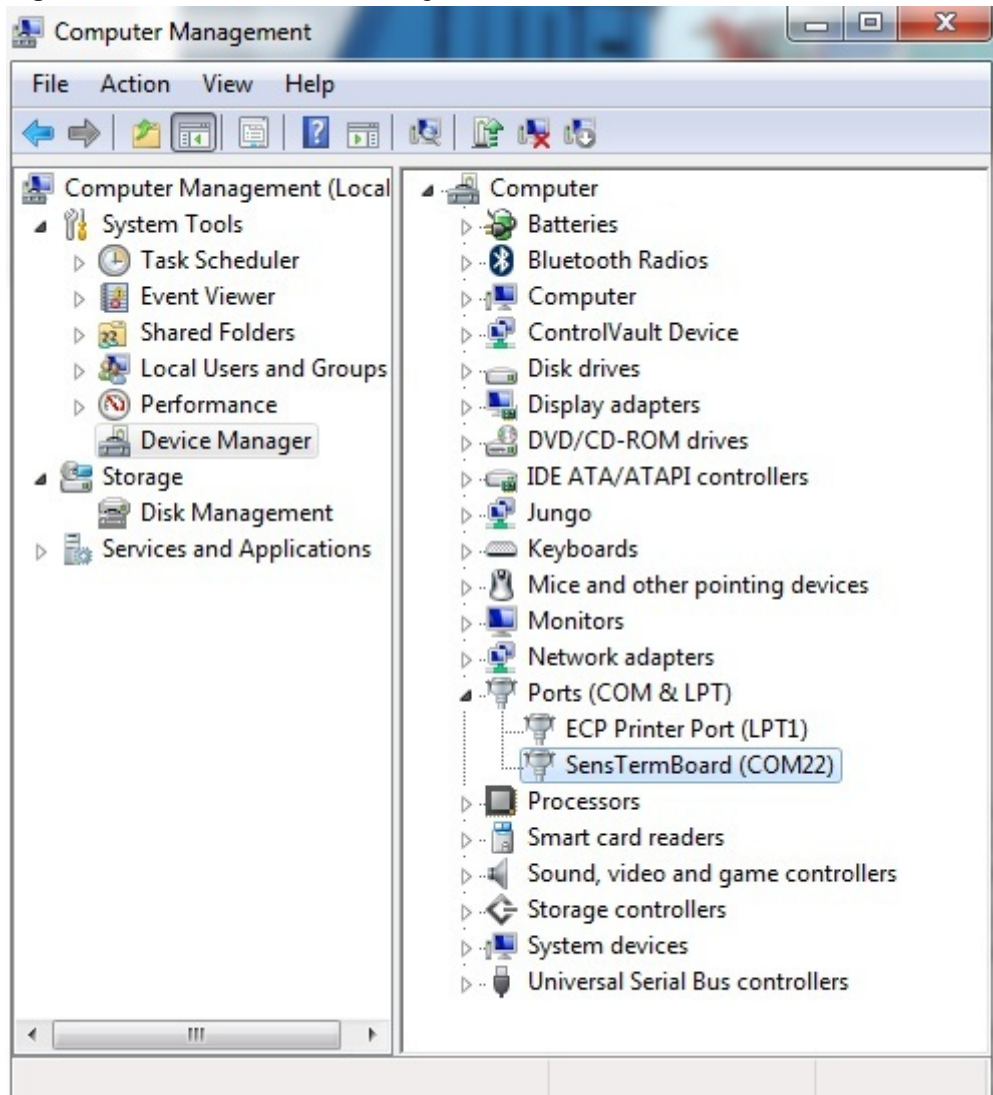 Computer Management
File Action View Help
Computer Management (Local
System Tools
Task Scheduler
Event Viewer
Shared Folders
Local Users and Groups
Performance
Device Manager
Storage
Disk Management
Services and Applications
Computer
Batteries
Bluetooth Radios
Computer
ControlVault Device
Disk drives
Display adapters
DVD/CD-ROM drives
IDE ATA/ATAPI controllers
Jungo
Keyboards
Mice and other pointing devices
Monitors
Network adapters
Ports (COM & LPT)
ECP Printer Port (LPT1)
SensTermBoard (COM22)
Processors
Smart card readers
Sound, video and game controllers
Storage controllers
System devices
Universal Serial Bus controllers